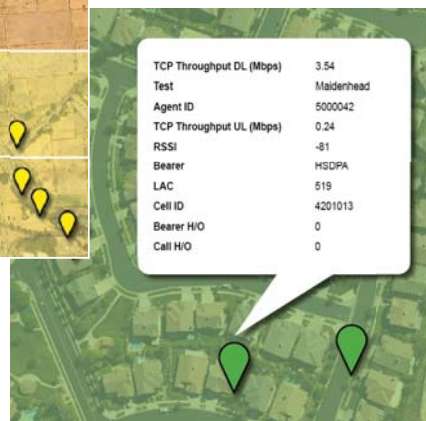 TCP Throughput DL (Mbps) 3.54
Test Maidenhead
Agent ID 5000042
TCP Throughput UL (Mbps) 0.24
RSSI -81
Bearer HSDPA
LAC 519
Cell ID 4201013
Bearer H/O 0
Call H/O 0